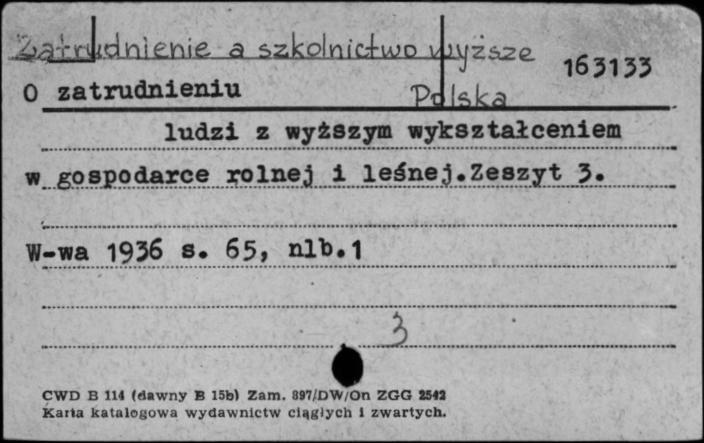 Zatrudnienie a szkolnictwo wyższe
163133
O zatrudnieniu
Polska
ludzi z wyższym wykształceniem
w gospodarce rolnej i leśnej.Zeszyt 3.
W-wa 1936 s. 65, nlb.1
3
CWD B 114 (dawny B 15b) Zam. 897/DW/On ZGG 2542
Karta katalogowa wydawnictw ciągłych i zwartych.